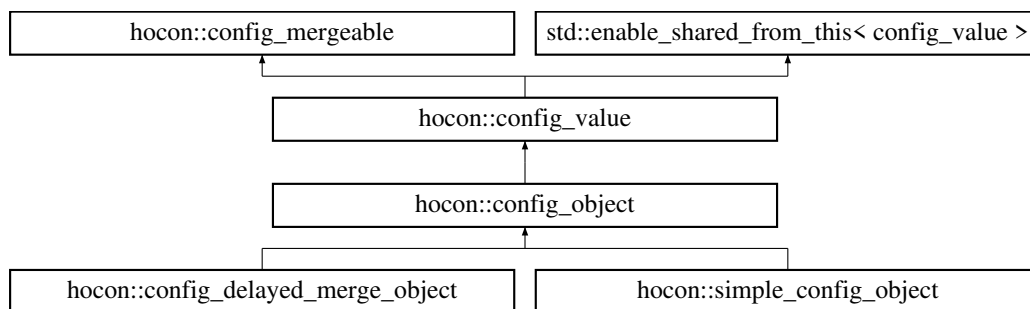 hocon::config_mergeable
std::enable_shared_from_this< config_value >
hocon::config_value
hocon::config_object
hocon::config_delayed_merge_object
hocon::simple_config_object